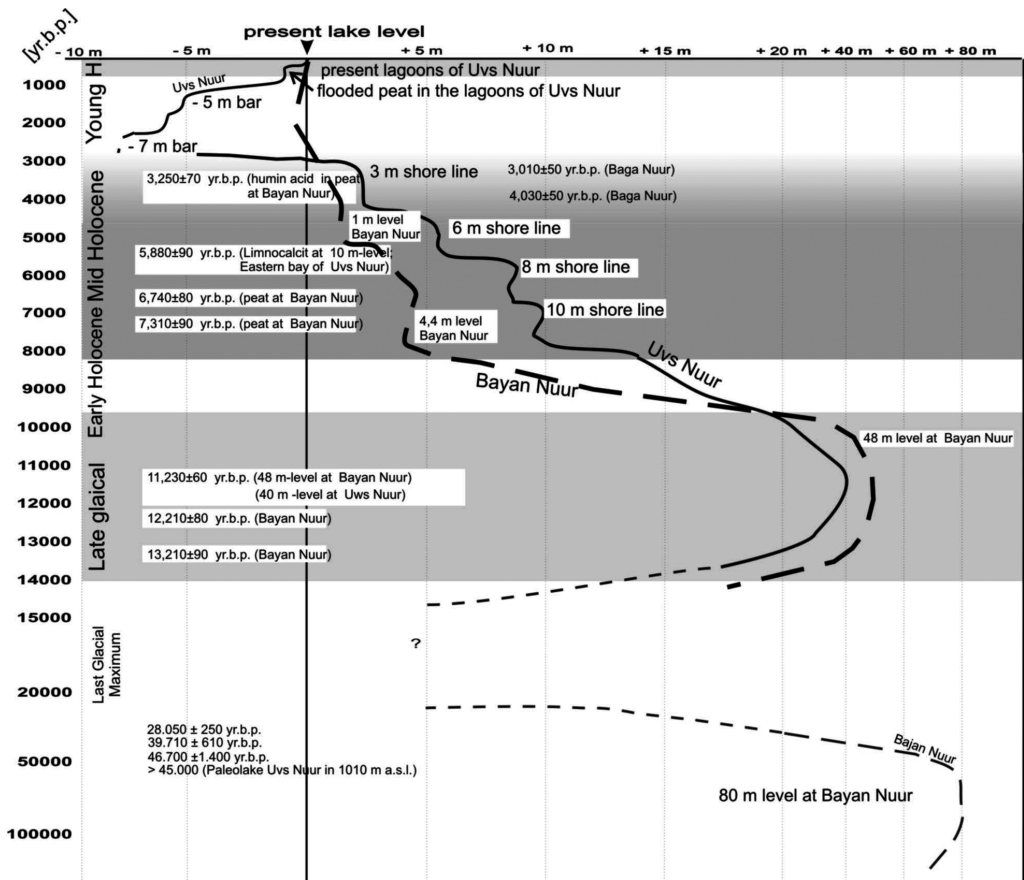 present lake level
[yr.b.p.]
- 10 m
- 5 m
+ 5 m
+ 10 m
+ 15 m
+ 20 m
+ 40 m
+ 60 m
+ 80 m
present lagoons of Uvs Nuur
flooded peat in the lagoons of Uvs Nuur
Uvs Nuur
- 5 m bar
- 7 m bar
Young H
1000
2000
3000
4000
5000
6000
7000
8000
9000
10000
11000
12000
13000
14000
15000
20000
50000
100000
Early Holocene Mid Holocene
Late glaical
Last Glacial
Maximum
3 m shore line
3,010±50 yr.b.p. (Baga Nuur)
4,030±50 yr.b.p. (Baga Nuur)
3,250±70 yr.b.p. (humin acid in peat
at Bayan Nuur)
1 m level
Bayan Nuur
6 m shore line
5,880±90 yr.b.p. (Limnocalcit at 10 m-level;
Eastern bay of Uvs Nuur)
8 m shore line
6,740±80 yr.b.p. (peat at Bayan Nuur)
7,310±90 yr.b.p. (peat at Bayan Nuur)
10 m shore line
4,4 m level
Bayan Nuur
Uvs Nuur
Bayan Nuur
48 m level at Bayan Nuur
11,230±60 yr.b.p. (48 m-level at Bayan Nuur)
(40 m -level at Uws Nuur)
12,210±80 yr.b.p. (Bayan Nuur)
13,210±90 yr.b.p. (Bayan Nuur)
?
28.050 ± 250 yr.b.p.
39.710 ± 610 yr.b.p.
46.700 ±1.400 yr.b.p.
> 45.000 (Paleolake Uvs Nuur in 1010 m a.s.l.)
Bajan Nuur
80 m level at Bayan Nuur